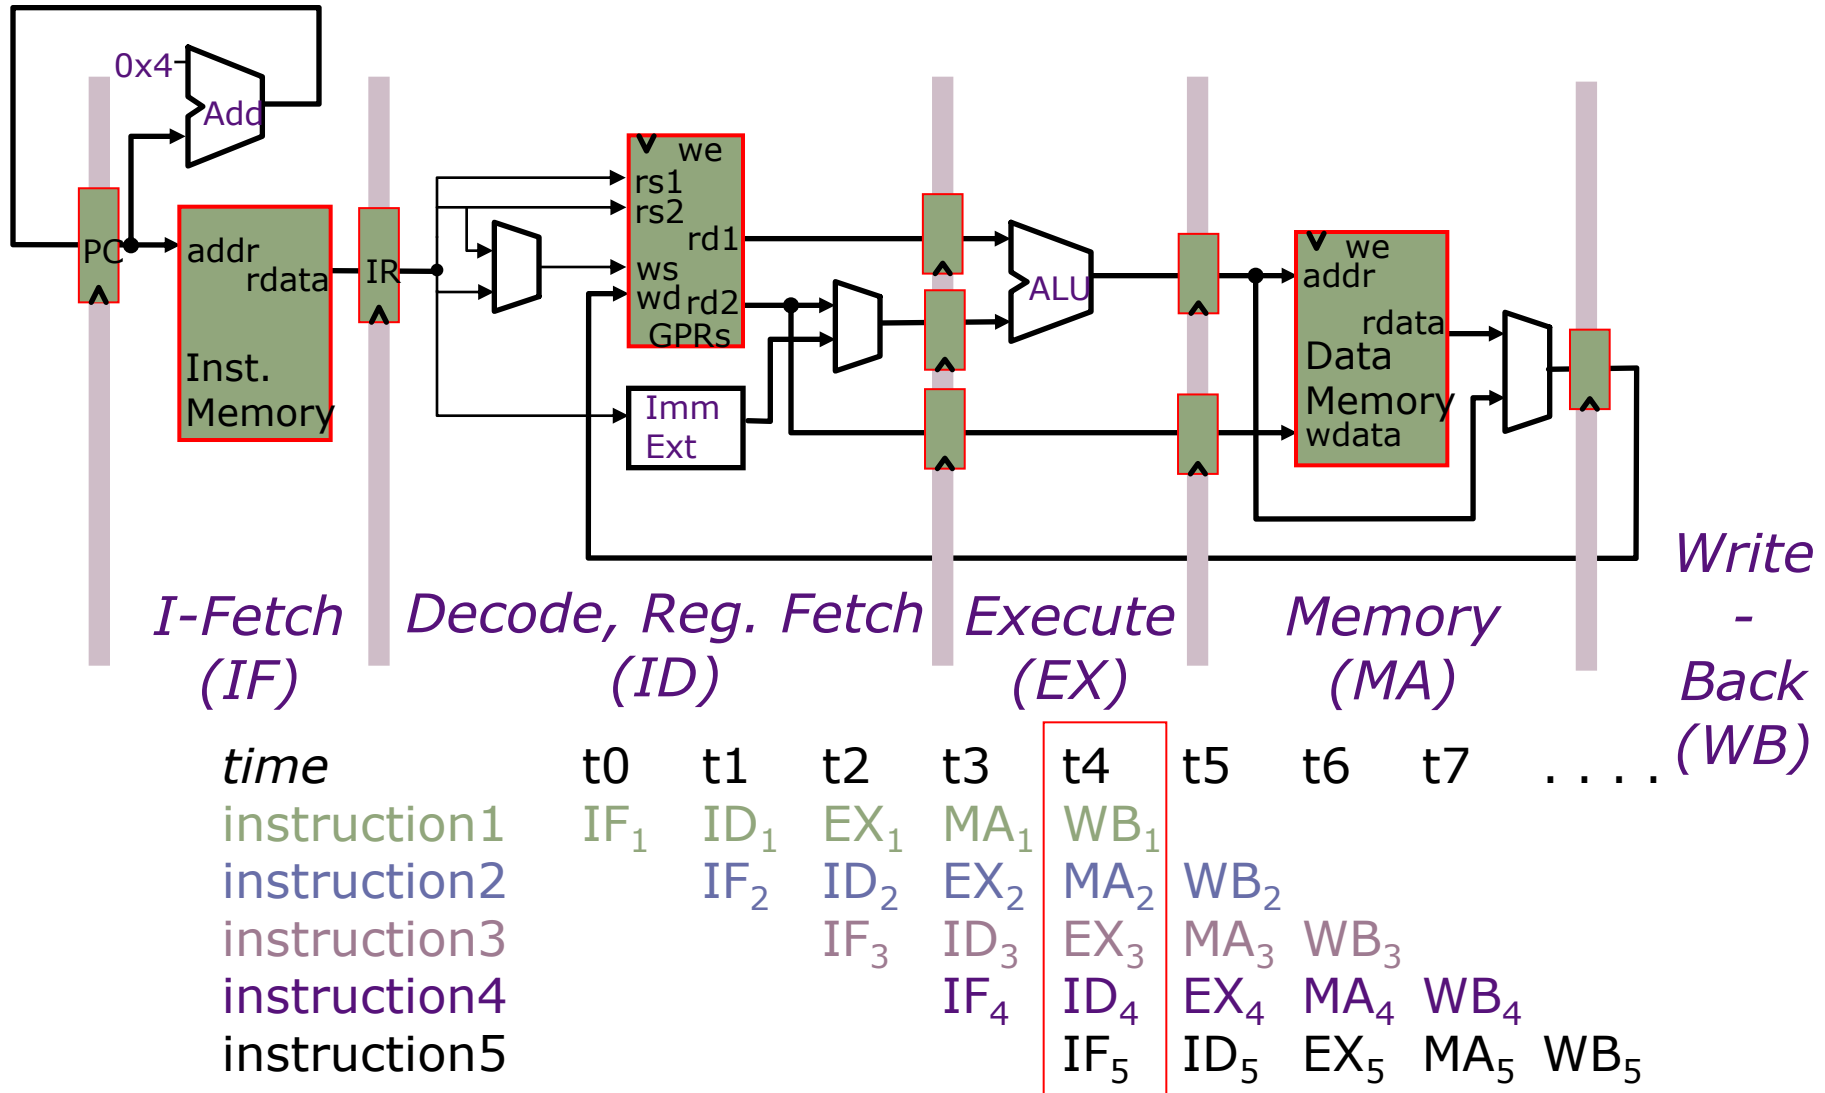 0x4
Add
PC
addr
rdata
Inst.
Memory
IR
we
rs1
rs2
rd1
ws
wd rd2
GPRs
Imm
Ext
ALU
we
addr
rdata
Data
Memory
wdata
I-Fetch
(IF)
Decode, Reg. Fetch
(ID)
Execute
(EX)
Memory
(MA)
Write
-
Back
(WB)
time t0 t1 t2 t3 t4 t5 t6 t7 . . . .
instruction1 IF1 ID1 EX1 MA1 WB1
instruction2 IF2 ID2 EX2 MA2 WB2
instruction3 IF3 ID3 EX3 MA3 WB3
instruction4 IF4 ID4 EX4 MA4 WB4
instruction5 IF5 ID5 EX5 MA5 WB5